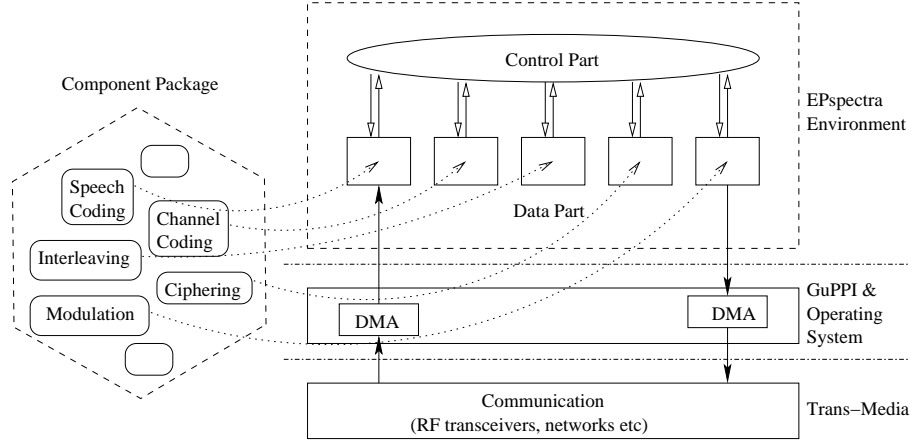 Component Package
Speech
Coding
Channel
Coding
Interleaving
Ciphering
Modulation
Control Part
Data Part
EPspectra
Environment
DMA
DMA
GuPPI &
Operating
System
Communication
(RF transceivers, networks etc)
Trans−Media